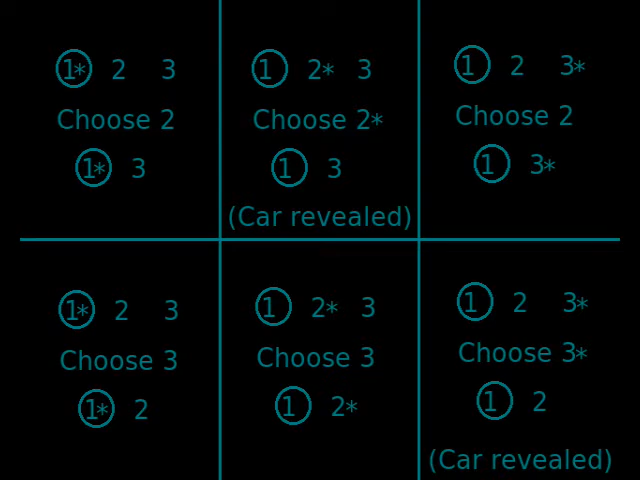 1* 2 3
Choose 2
1* 3
1 2* 3
Choose 2*
1 3
(Car revealed)
1 2 3*
Choose 2
1 3*
1* 2 3
Choose 3
1* 2
1 2* 3
Choose 3
1 2*
1 2 3*
Choose 3*
1 2
(Car revealed)